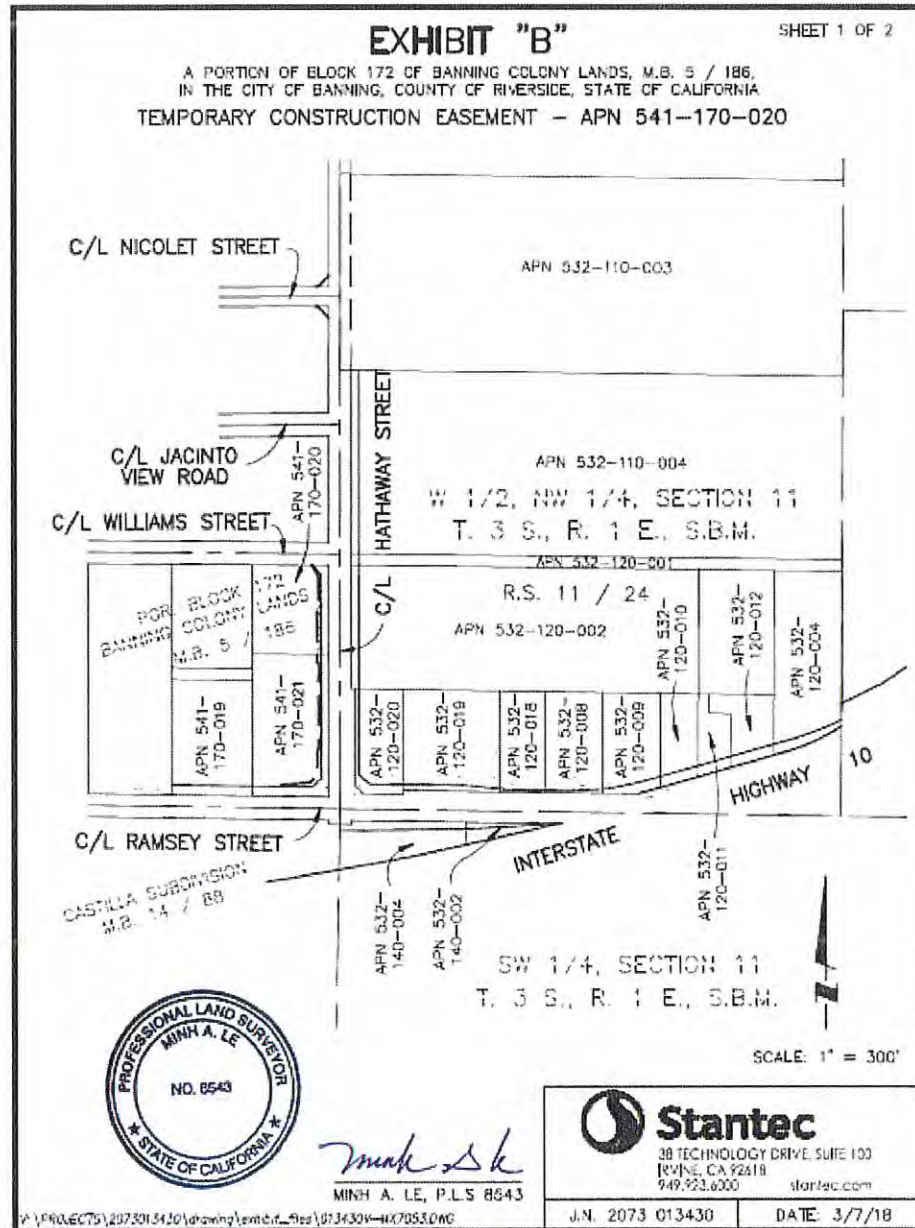 EXHIBIT "B"
SHEET 1 OF 2
A PORTION OF BLOCK 172 OF BANNING COLONY LANDS, M.B. 5 / 186,
IN THE CITY OF BANNING, COUNTY OF RIVERSIDE, STATE OF CALIFORNIA
TEMPORARY CONSTRUCTION EASEMENT - APN 541-170-020
C/L NICOLET STREET
APN 532-110-003
HATHAWAY STREET
C/L
C/L JACINTO
VIEW ROAD
APN 541-
170-020
APN 532-110-004
W 1/2, NW 1/4, SECTION 11
T. 3 S., R. 1 E., S.B.M.
C/L WILLIAMS STREET
APN 532-120-001
R.S. 11 / 24
APN 532-120-002
POR. BLOCK 172
BANNING COLONY LANDS
M.B. 5 / 186
APN 532-
120-010
APN 532-
120-012
APN 532-
120-004
APN 541-
170-019
APN 541-
170-021
APN 532-
120-020
APN 532-
120-019
APN 532-
120-018
APN 532-
120-008
APN 532-
120-009
INTERSTATE
HIGHWAY
10
C/L RAMSEY STREET
APN 532-
120-011
CASTILLA SUBDIVISION
M.B. 14 / 88
APN 532-
140-004
APN 532-
140-002
SW 1/4, SECTION 11
T. 3 S., R. 1 E., S.B.M.
SCALE: 1" = 300'
PROFESSIONAL LAND SURVEYOR
MINH A. LE
NO. 8543
STATE OF CALIFORNIA
MINH A. LE, P.L.S 8543
Stantec
38 TECHNOLOGY DRIVE, SUITE 100
IRVINE, CA 92618
949.923.6000 stantec.com
J.N. 2073 013430
DATE: 3/7/18